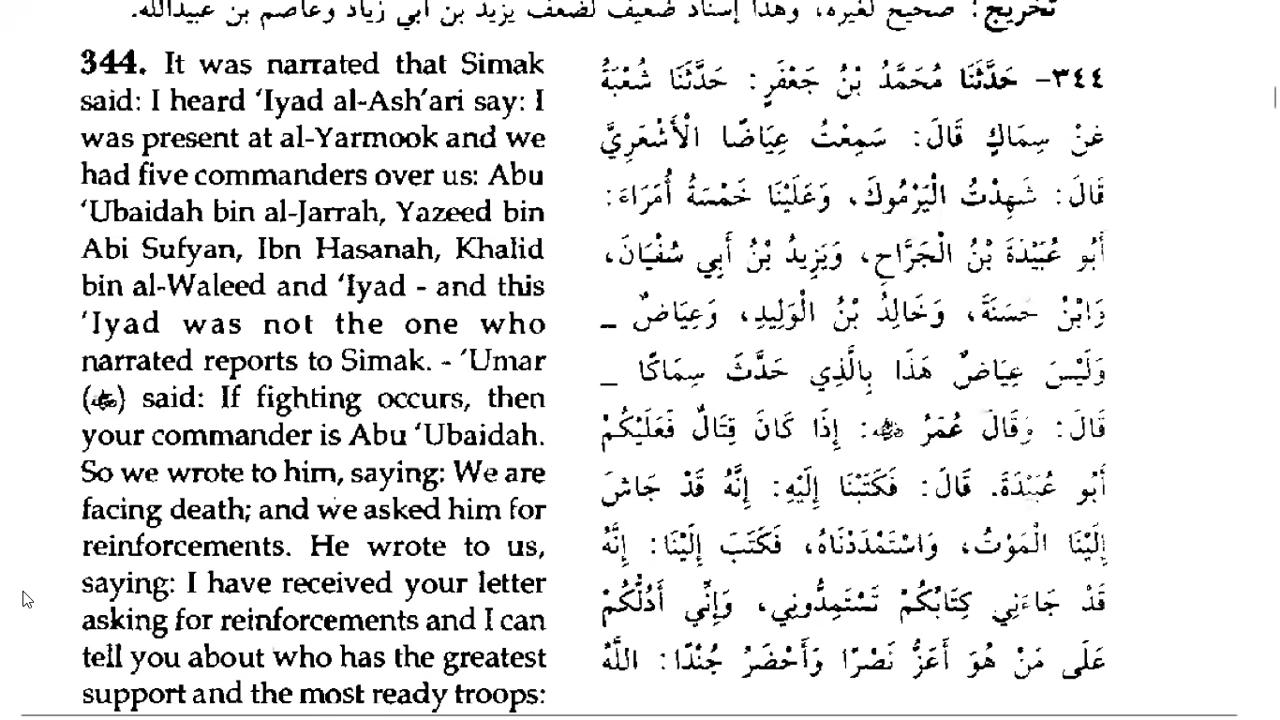 تخريج: صحيح لغيره، وهذا إسناد ضعيف لضعف يزيد بن أبي زياد وعاصم بن عبيدالله.
344. It was narrated that Simak
said: I heard ‘Iyad al-Ash’ari say: I
was present at al-Yarmook and we
had five commanders over us: Abu
‘Ubaidah bin al-Jarrah, Yazeed bin
Abi Sufyan, Ibn Hasanah, Khalid
bin al-Waleed and ‘Iyad - and this
‘Iyad was not the one who
narrated reports to Simak. - ‘Umar
(رضي الله عنه) said: If fighting occurs, then
your commander is Abu ‘Ubaidah.
So we wrote to him, saying: We are
facing death; and we asked him for
reinforcements. He wrote to us,
saying: I have received your letter
asking for reinforcements and I can
tell you about who has the greatest
support and the most ready troops:
٣٤٤- حَدَّثَنَا مُحَمَّدُ بْنُ جَعْفَرٍ: حَدَّثَنَا شُعْبَةُ
عَنْ سِمَاكٍ قَالَ: سَمِعْتُ عِيَاضًا الْأَشْعَرِيَّ
قَالَ: شَهِدْتُ الْيَرْمُوكَ، وَعَلَيْنَا خَمْسَةُ أُمَرَاءَ:
أَبُو عُبَيْدَةَ بْنُ الْجَرَّاحِ، وَيَزِيدُ بْنُ أَبِي سُفْيَانَ،
وَابْنُ حَسَنَةَ، وَخَالِدُ بْنُ الْوَلِيدِ، وَعِيَاضٌ _
وَلَيْسَ عِيَاضٌ هَذَا بِالَّذِي حَدَّثَ سِمَاكًا _
قَالَ: وَقَالَ عُمَرُ رضي الله عنه: إِذَا كَانَ قِتَالٌ فَعَلَيْكُمْ
أَبُو عُبَيْدَةَ. قَالَ: فَكَتَبْنَا إِلَيْهِ: إِنَّهُ قَدْ جَاشَ
إِلَيْنَا الْمَوْتُ، وَاسْتَمْدَدْنَاهُ، فَكَتَبَ إِلَيْنَا: إِنَّهُ
قَدْ جَاءَنِي كِتَابُكُمْ تَسْتَمِدُّونِي، وَإِنِّي أَدُلُّكُمْ
عَلَى مَنْ هُوَ أَعَزُّ نَصْرًا وَأَحْضَرُ جُنْدًا: اللَّهُ